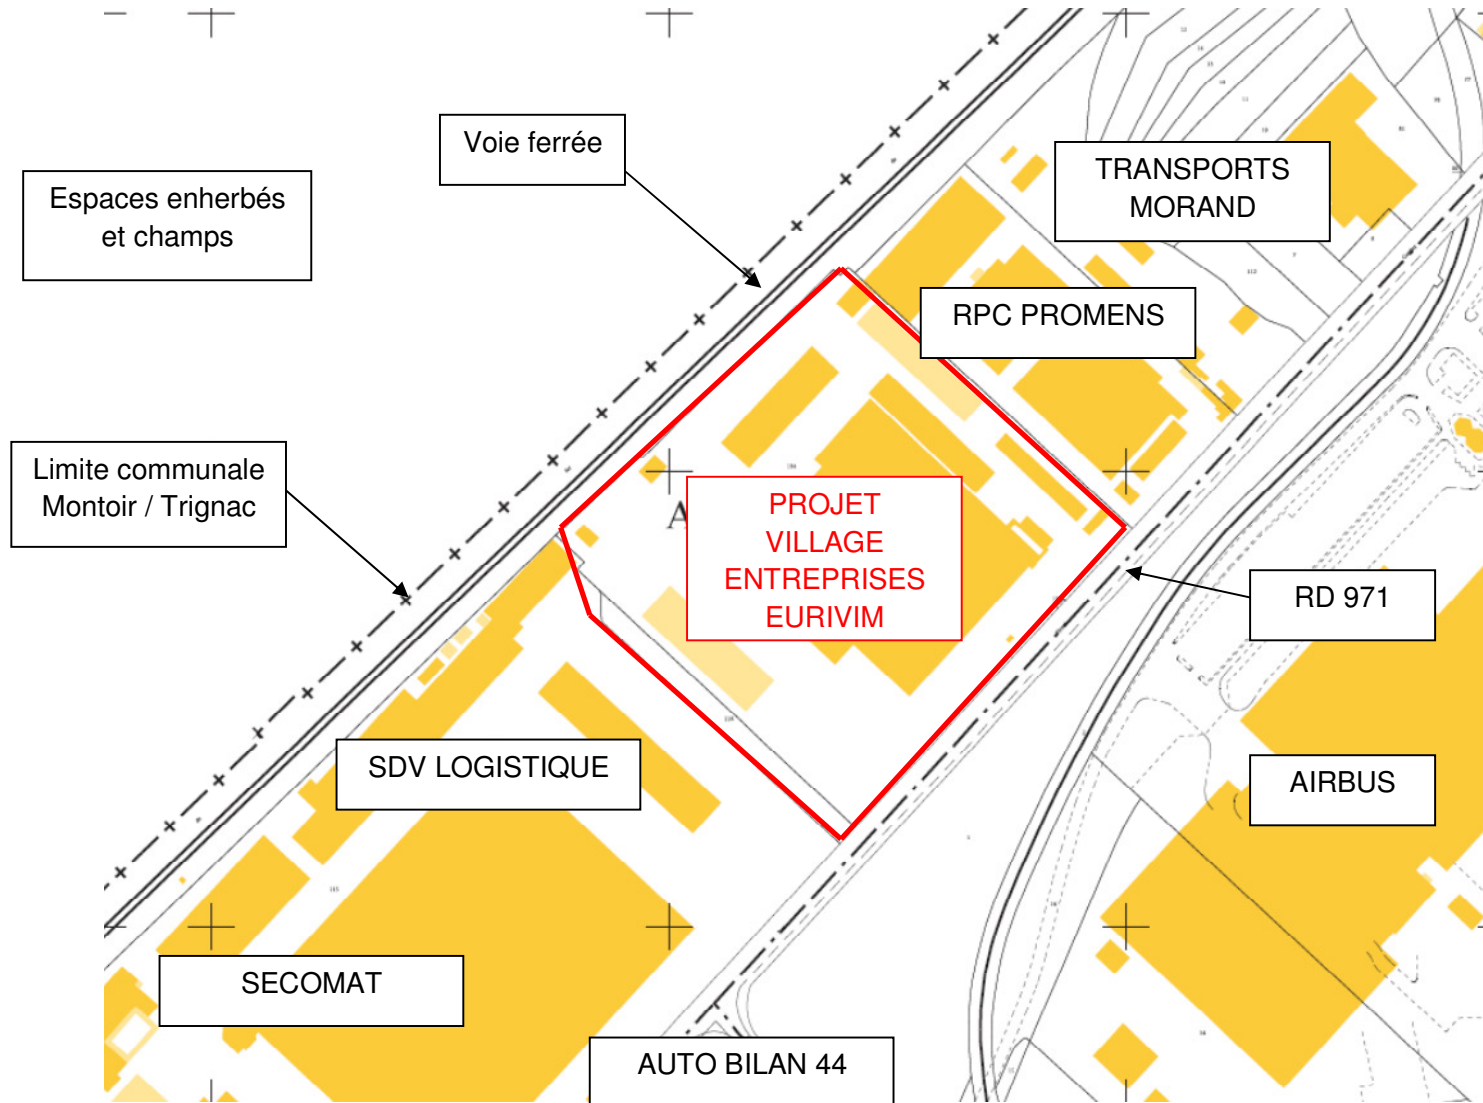 Voie ferrée
TRANSPORTS
MORAND
Espaces enherbés
et champs
RPC PROMENS
Limite communale
Montoir / Trignac
A
PROJET
VILLAGE
ENTREPRISES
EURIVIM
RD 971
SDV LOGISTIQUE
AIRBUS
SECOMAT
AUTO BILAN 44